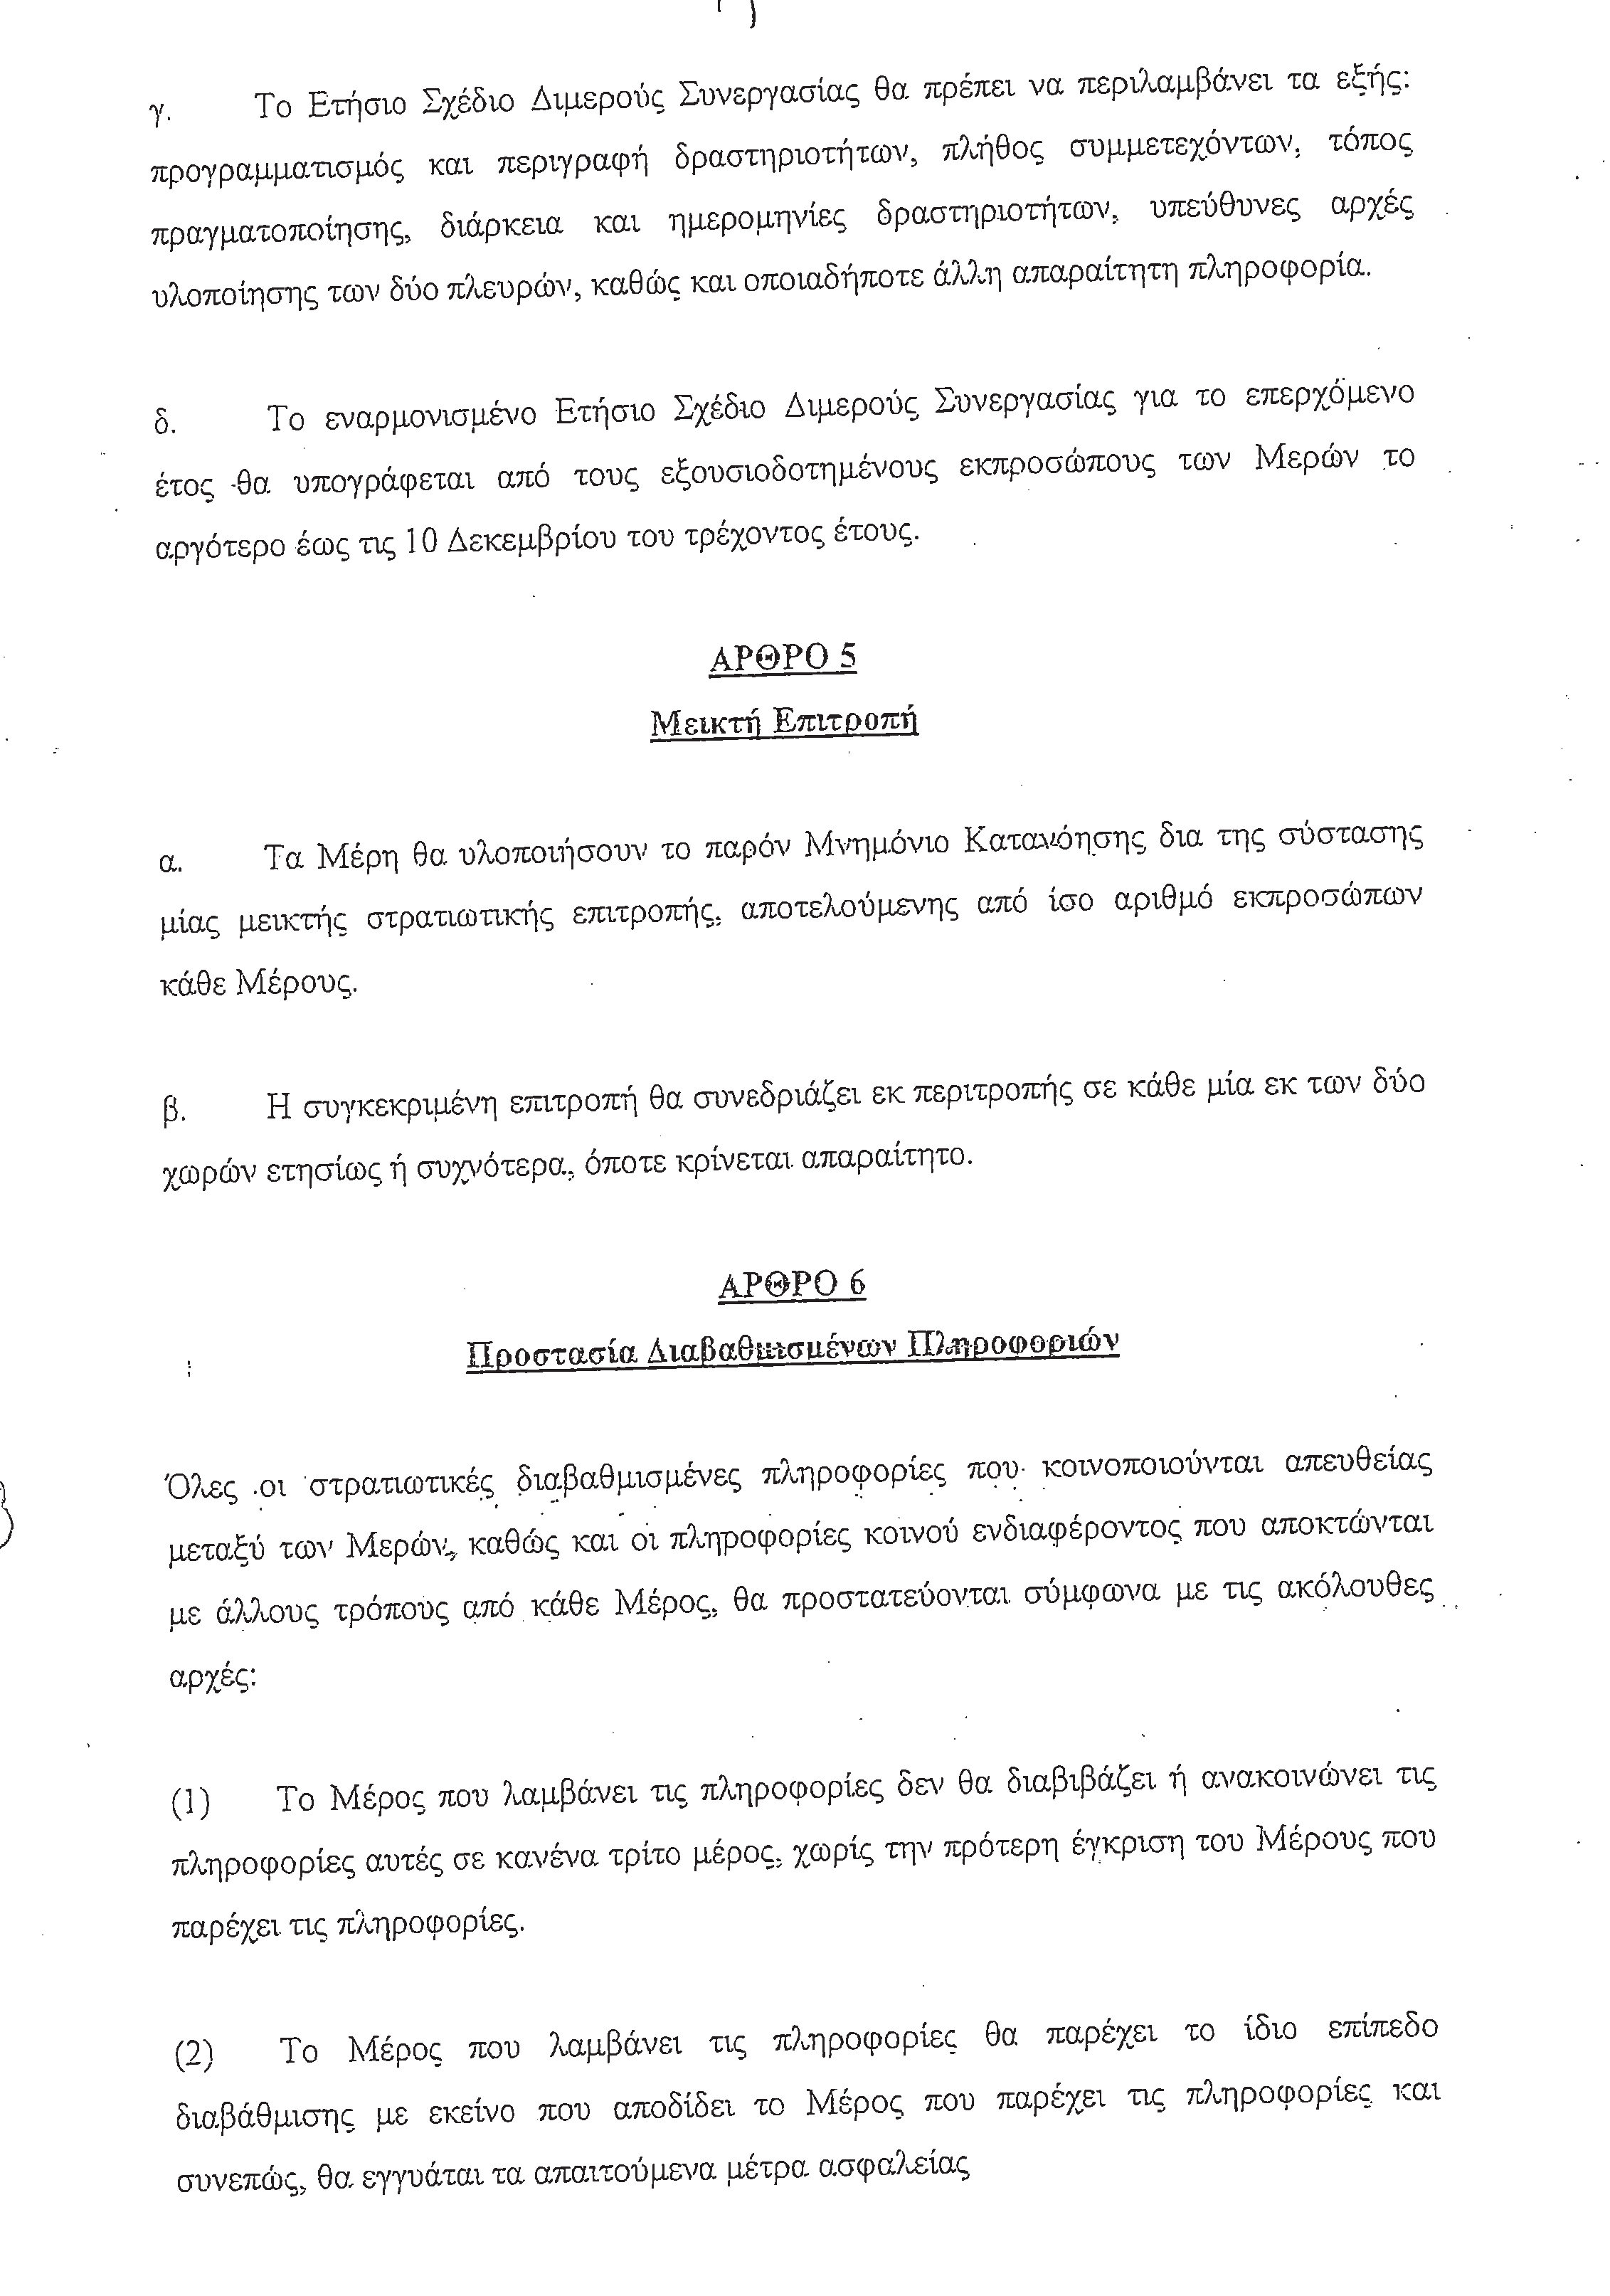 γ. Το Ετήσιο Σχέδιο Διμερούς Συνεργασίας θα πρέπει να περιλαμβάνει τα εξής:
προγραμματισμός και περιγραφή δραστηριοτήτων, πλήθος συμμετεχόντων, τόπος
πραγματοποίησης, διάρκεια και ημερομηνίες δραστηριοτήτων, υπεύθυνες αρχές
υλοποίησης των δύο πλευρών, καθώς και οποιαδήποτε άλλη απαραίτητη πληροφορία.
δ. Το εναρμονισμένο Ετήσιο Σχέδιο Διμερούς Συνεργασίας για το επερχόμενο
έτος θα υπογράφεται από τους εξουσιοδοτημένους εκπροσώπους των Μερών το
αργότερο έως τις 10 Δεκεμβρίου του τρέχοντος έτους.
ΑΡΘΡΟ 5
Μεικτή Επιτροπή
α. Τα Μέρη θα υλοποιήσουν το παρόν Μνημόνιο Κατανόησης δια της σύστασης
μίας μεικτής στρατιωτικής επιτροπής, αποτελούμενης από ίσο αριθμό εκπροσώπων
κάθε Μέρους.
β. Η συγκεκριμένη επιτροπή θα συνεδριάζει εκ περιτροπής σε κάθε μία εκ των δύο
χωρών ετησίως ή συχνότερα, όποτε κρίνεται απαραίτητο.
ΑΡΘΡΟ 6
Προστασία Διαβαθμισμένων Πληροφοριών
Όλες οι στρατιωτικές διαβαθμισμένες πληροφορίες που κοινοποιούνται απευθείας
μεταξύ των Μερών, καθώς και οι πληροφορίες κοινού ενδιαφέροντος που αποκτώνται
με άλλους τρόπους από κάθε Μέρος, θα προστατεύονται σύμφωνα με τις ακόλουθες
αρχές:
(1) Το Μέρος που λαμβάνει τις πληροφορίες δεν θα διαβιβάζει ή ανακοινώνει τις
πληροφορίες αυτές σε κανένα τρίτο μέρος, χωρίς την πρότερη έγκριση του Μέρους που
παρέχει τις πληροφορίες.
(2) Το Μέρος που λαμβάνει τις πληροφορίες θα παρέχει το ίδιο επίπεδο
διαβάθμισης με εκείνο που αποδίδει το Μέρος που παρέχει τις πληροφορίες και
συνεπώς, θα εγγυάται τα απαιτούμενα μέτρα ασφαλείας